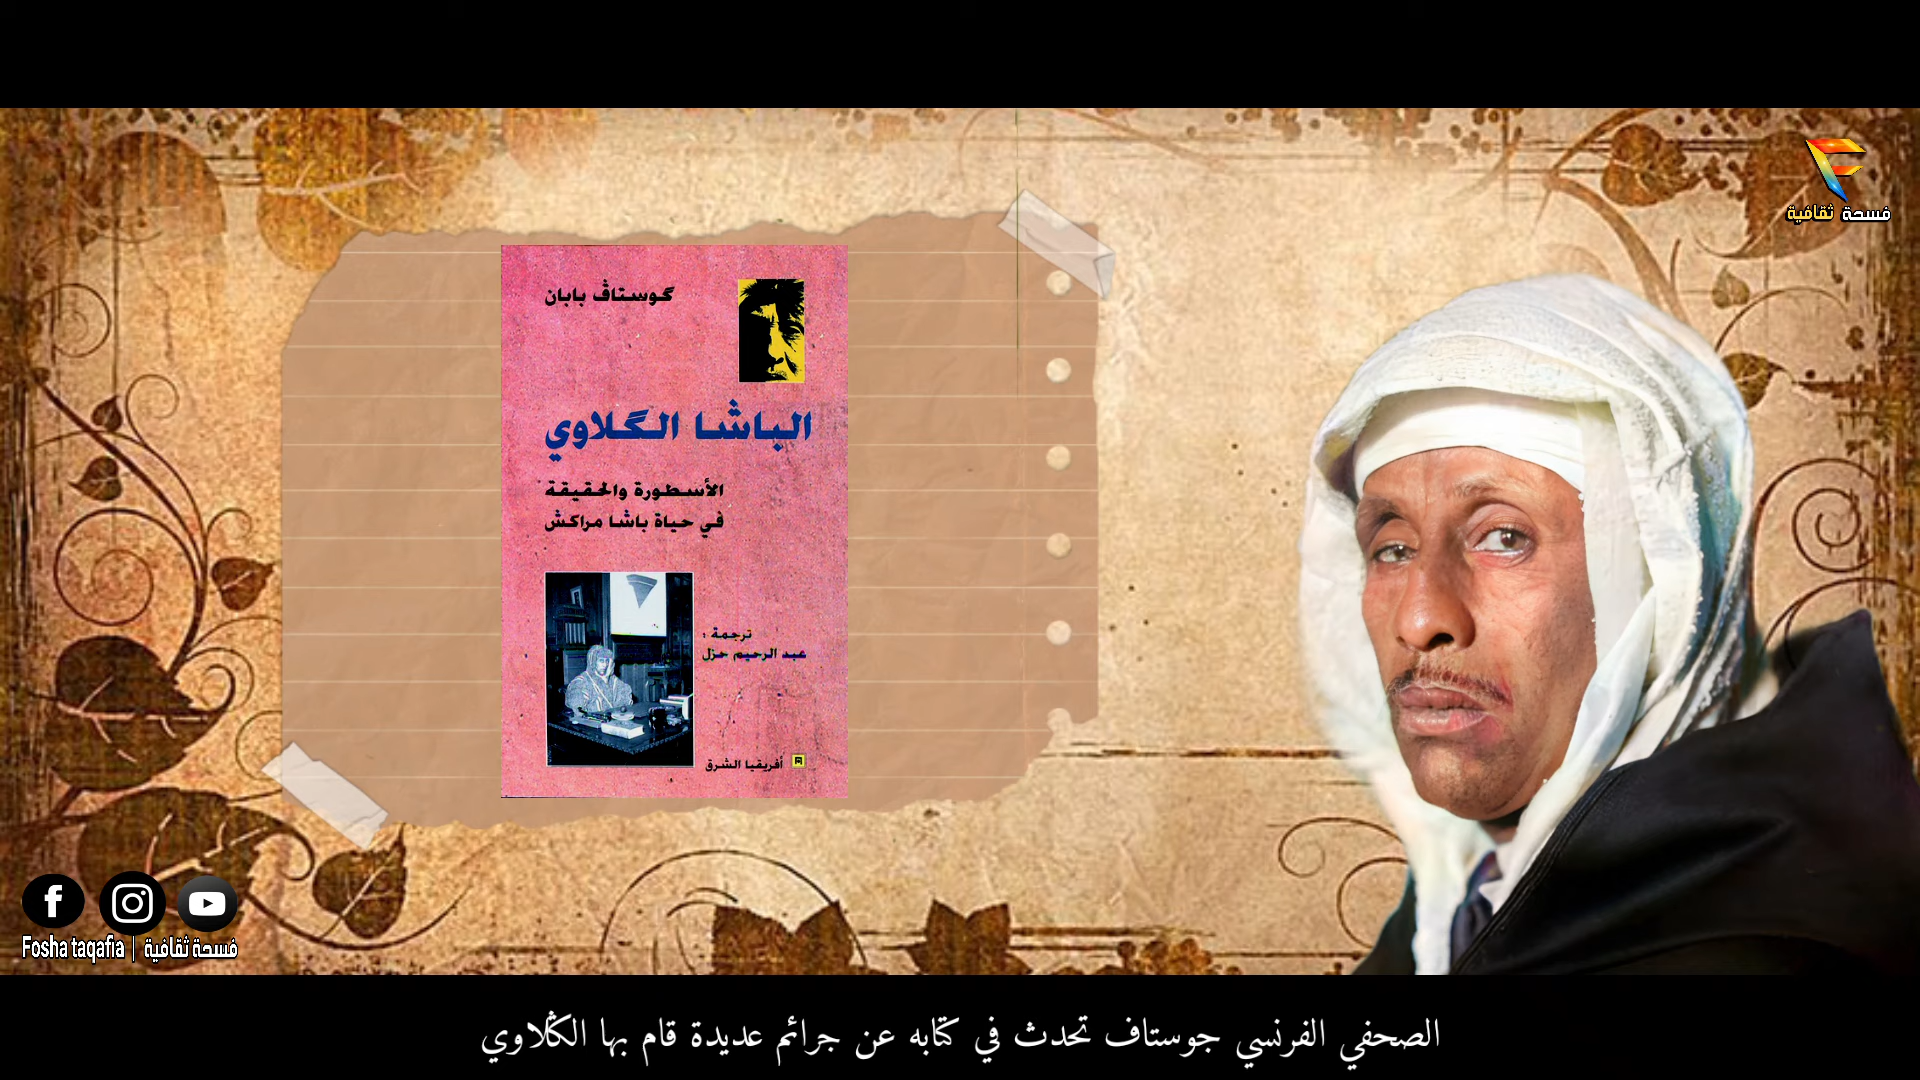 فسحة ثقافية
گوستاڤ بابان
الباشا الگلاوي
الأسطورة والحقيقة
في حياة باشا مراكش
ترجمة :
عبد الرحيم حزل
أفريقيا الشرق
Fosha taqafia | فسحة ثقافية
الصحفي الفرنسي جوستاف تحدث في كتابه عن جرائم عديدة قام بها الكلاوي